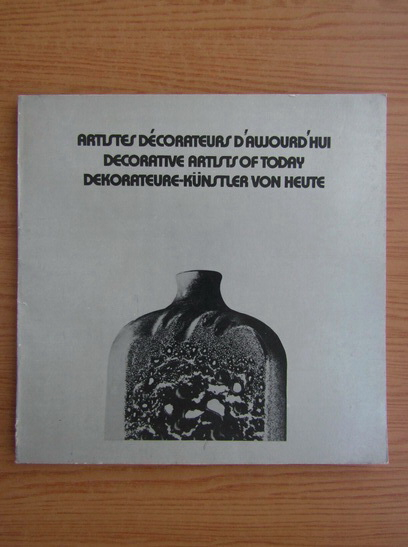 ARTISTES DÉCORATEURS D'AUJOURD'HUI
DECORATIVE ARTISTS OF TODAY
DEKORATEURE-KÜNSTLER VON HEUTE